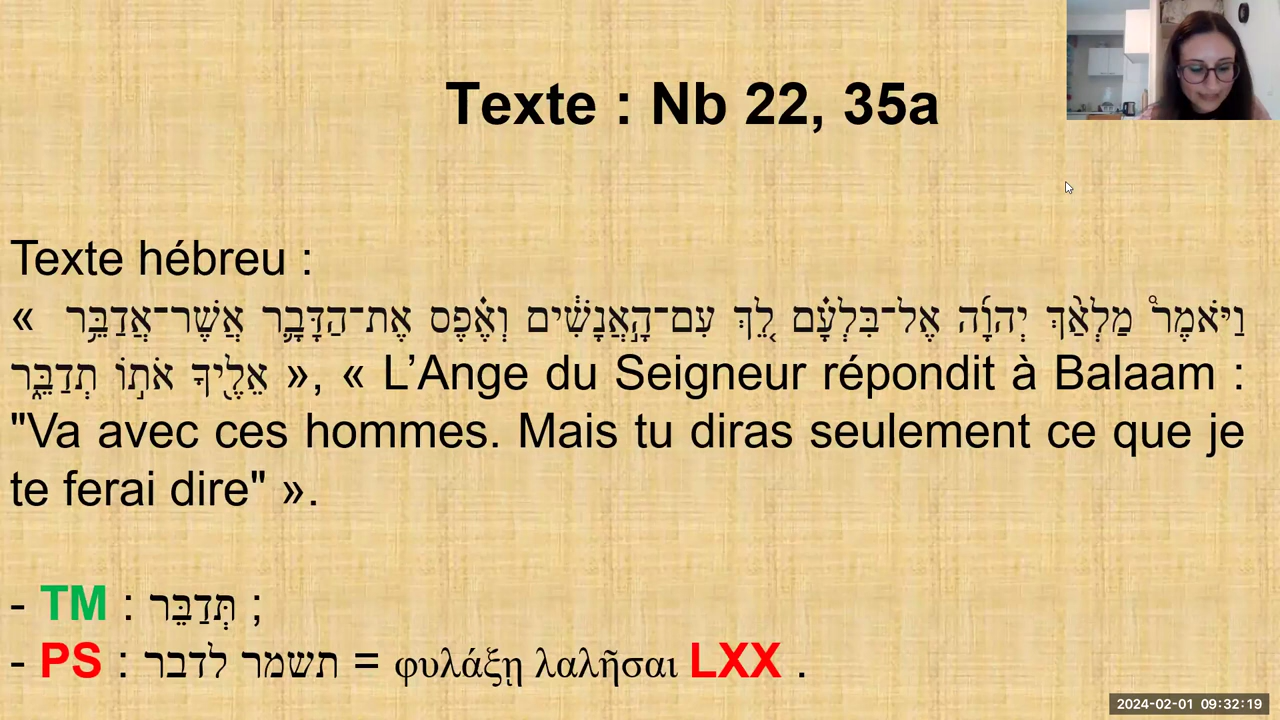 Texte : Nb 22, 35a
Texte hébreu :
« וַיֹּאמֶר֩ מַלְאַ֨ךְ יְהוָ֜ה אֶל־בִּלְעָ֗ם לֵ֚ךְ עִם־הָ֣אֲנָשִׁ֔ים וְאֶ֗פֶס אֶת־הַדָּבָ֛ר אֲשֶׁר־אֲדַבֵּ֥ר
אֵלֶ֖יךָ אֹת֣וֹ תְדַבֵּ֑ר », « L’Ange du Seigneur répondit à Balaam :
"Va avec ces hommes. Mais tu diras seulement ce que je
te ferai dire" ».
- TM : תְּדַבֵּר ;
- PS : תשמר לדבר = φυλάξῃ λαλῆσαι LXX .
2024-02-01 09:32:19